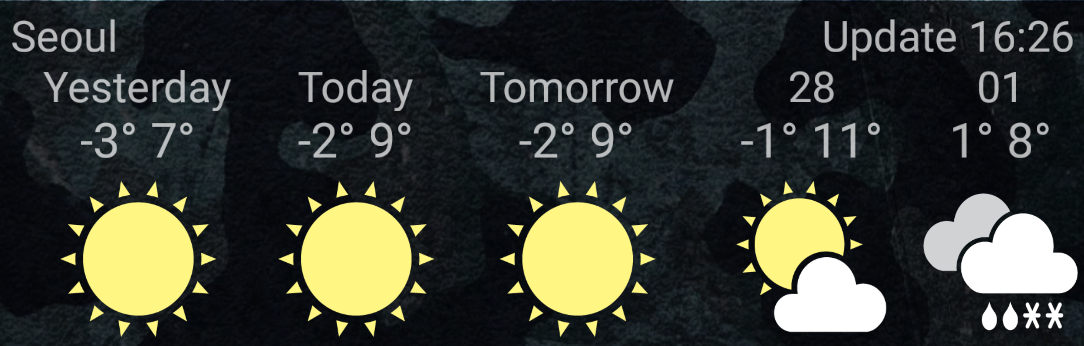 Seoul Update 16:26
Yesterday Today Tomorrow 28 01
-3° 7° -2° 9° -2° 9° -1° 11° 1° 8°